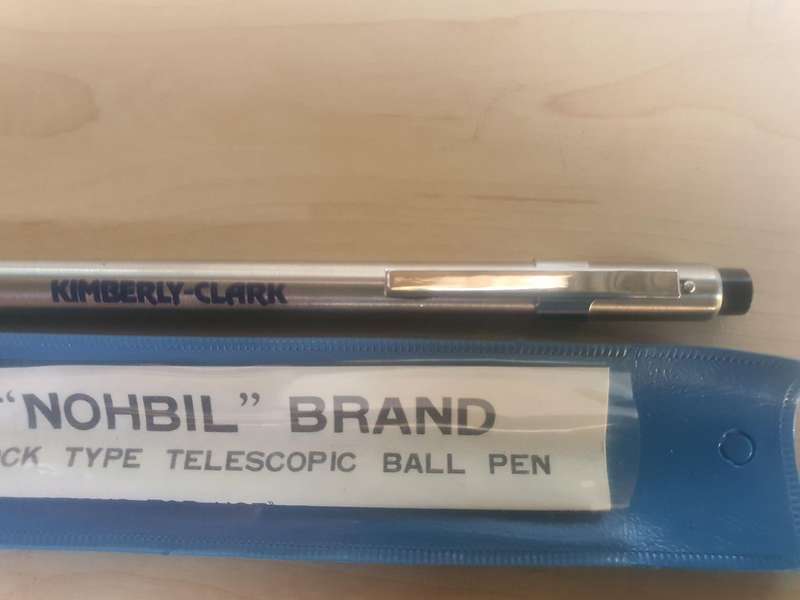 KIMBERLY-CLARK
"NOHBIL" BRAND
TYPE TELESCOPIC BALL PEN